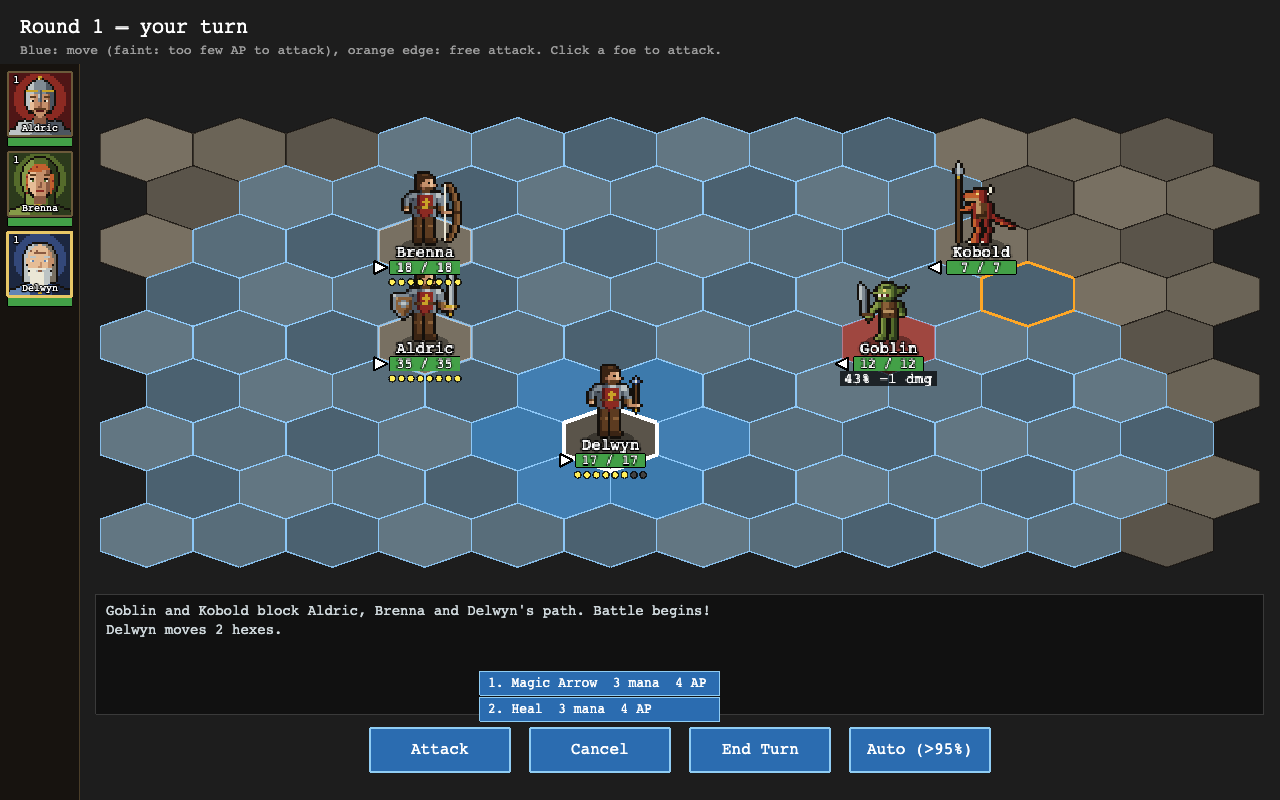 Round 1 — your turn
Blue: move (faint: too few AP to attack), orange edge: free attack. Click a foe to attack.
1
Aldric
1
Brenna
1
Delwyn
Brenna
18 / 18
Kobold
7 / 7
Aldric
35 / 35
Goblin
12 / 12
43% -1 dmg
Delwyn
17 / 17
Goblin and Kobold block Aldric, Brenna and Delwyn's path. Battle begins!
Delwyn moves 2 hexes.
1. Magic Arrow  3 mana  4 AP
2. Heal  3 mana  4 AP
Attack
Cancel
End Turn
Auto (>95%)